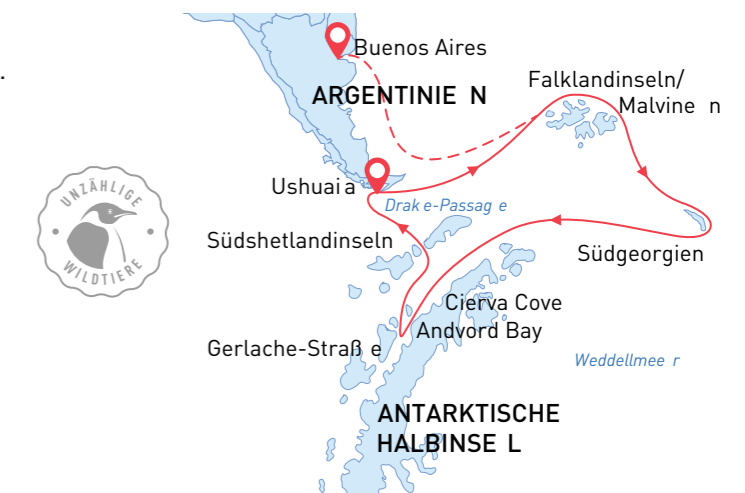 .
Buenos Aires
ARGENTINIE N
Falklandinseln/
Malvine n
UNZÄHLIGE
WILDTIERE
Ushuai a
Drak e-Passag e
Südshetlandinseln
Südgeorgien
Cierva Cove
Andvord Bay
Gerlache-Straß e
Weddellmee r
ANTARKTISCHE
HALBINSE L